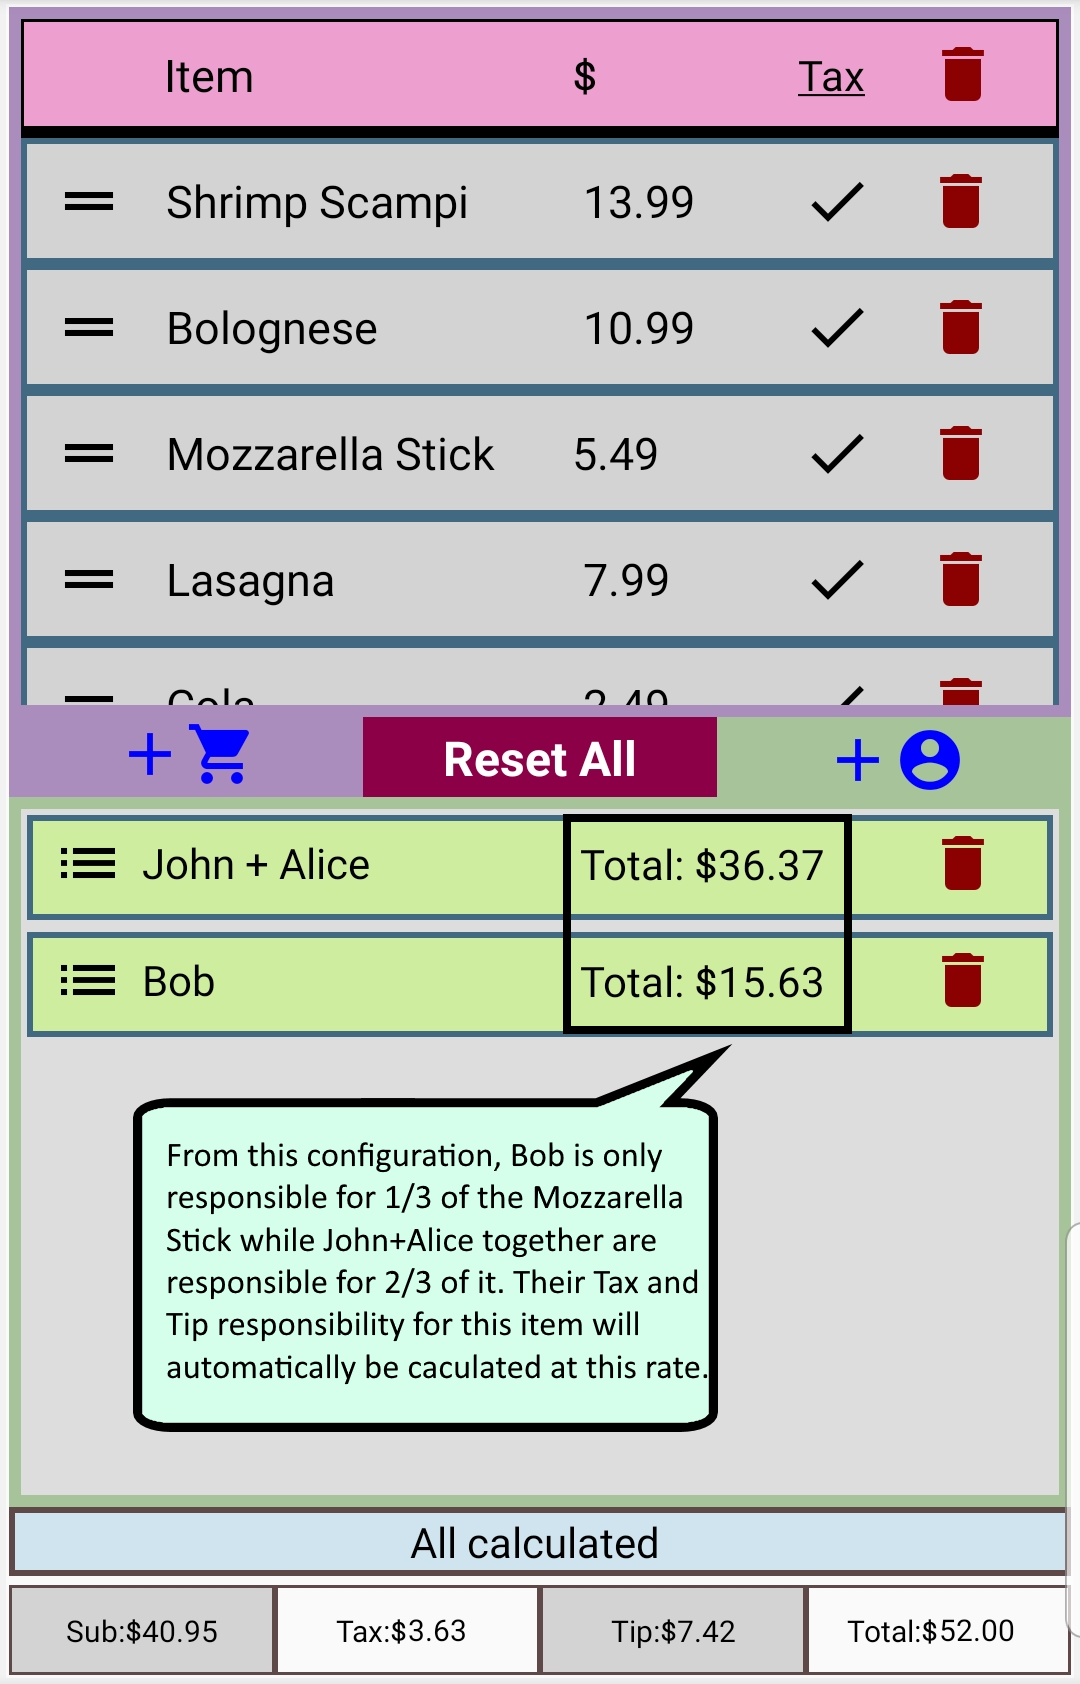 Item $ Tax
Shrimp Scampi 13.99
Bolognese 10.99
Mozzarella Stick 5.49
Lasagna 7.99
Cola 2.49
+ Reset All +
John + Alice Total: $36.37
Bob Total: $15.63
From this configuration, Bob is only
responsible for 1/3 of the Mozzarella
Stick while John+Alice together are
responsible for 2/3 of it. Their Tax and
Tip responsibility for this item will
automatically be caculated at this rate.
All calculated
Sub:$40.95 Tax:$3.63 Tip:$7.42 Total:$52.00